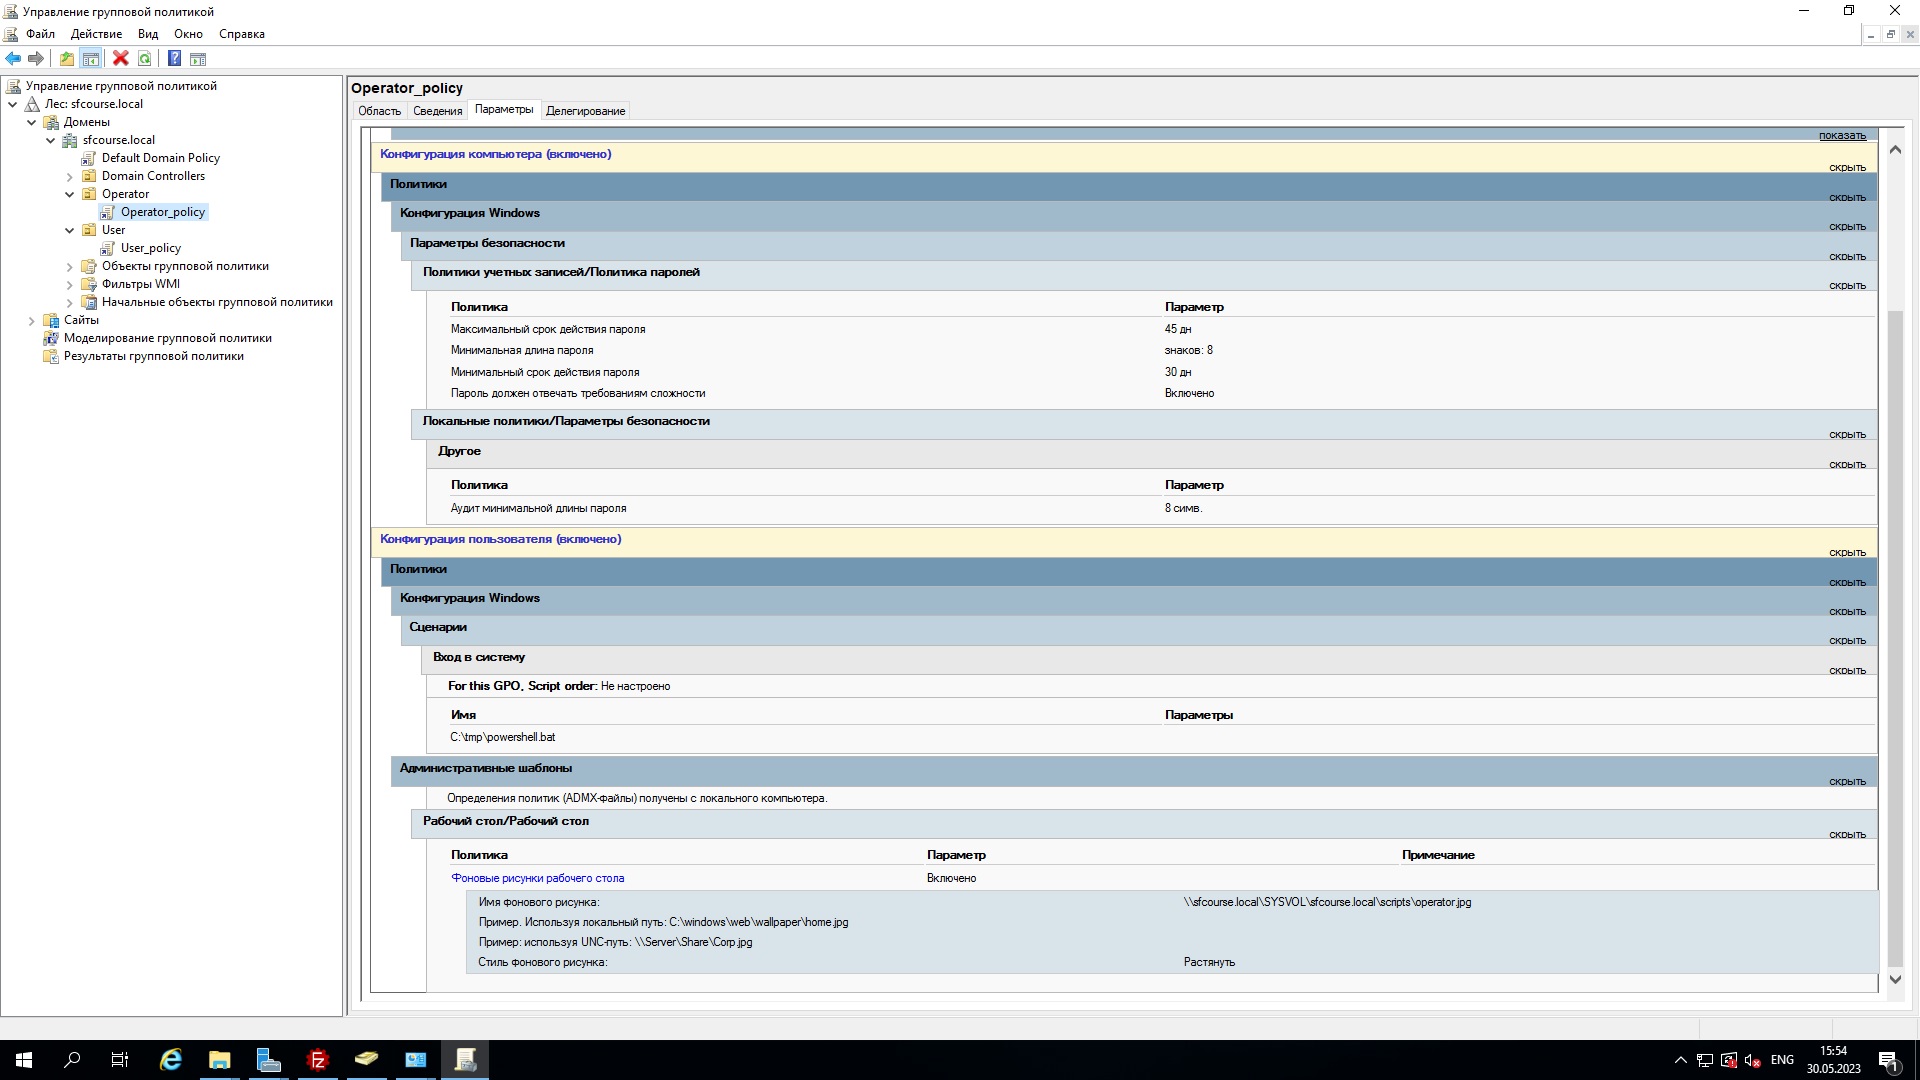 Управление групповой политикой
Файл Действие Вид Окно Справка
Управление групповой политикой
Лес: sfcourse.local
Домены
sfcourse.local
Default Domain Policy
Domain Controllers
Operator
Operator_policy
User
User_policy
Объекты групповой политики
Фильтры WMI
Начальные объекты групповой политики
Сайты
Моделирование групповой политики
Результаты групповой политики
Operator_policy
Область Сведения Параметры Делегирование
показать
Конфигурация компьютера (включено)
скрыть
Политики
скрыть
Конфигурация Windows
скрыть
Параметры безопасности
скрыть
Политики учетных записей/Политика паролей
скрыть
Политика Параметр
Максимальный срок действия пароля 45 дн
Минимальная длина пароля знаков: 8
Минимальный срок действия пароля 30 дн
Пароль должен отвечать требованиям сложности Включено
Локальные политики/Параметры безопасности
скрыть
Другое
скрыть
Политика Параметр
Аудит минимальной длины пароля 8 симв.
Конфигурация пользователя (включено)
скрыть
Политики
скрыть
Конфигурация Windows
скрыть
Сценарии
скрыть
Вход в систему
скрыть
For this GPO, Script order: Не настроено
Имя Параметры
C:\tmp\powershell.bat
Административные шаблоны
скрыть
Определения политик (ADMX-файлы) получены с локального компьютера.
Рабочий стол/Рабочий стол
скрыть
Политика Параметр Примечание
Фоновые рисунки рабочего стола Включено
Имя фонового рисунка: \\sfcourse.local\SYSVOL\sfcourse.local\scripts\operator.jpg
Пример. Используя локальный путь: C:\windows\web\wallpaper\home.jpg
Пример: используя UNC-путь: \\Server\Share\Corp.jpg
Стиль фонового рисунка: Растянуть
ENG
15:54
30.05.2023
1